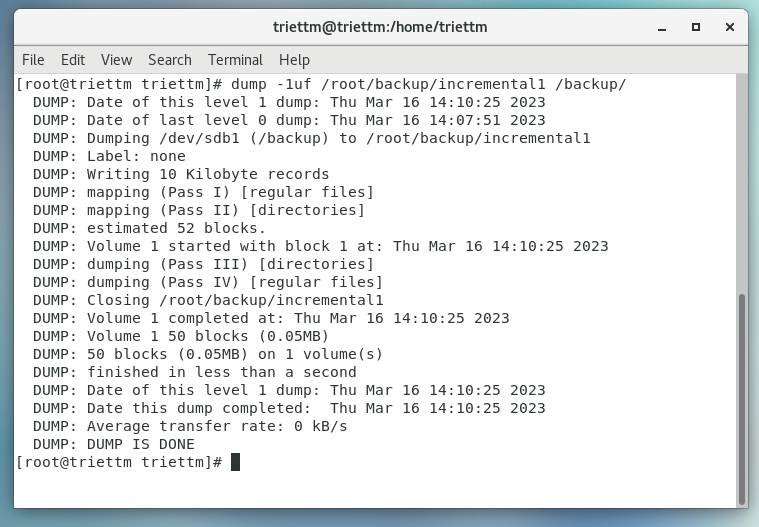 triettm@triettm:/home/triettm
File Edit View Search Terminal Help
[root@triettm triettm]# dump -1uf /root/backup/incremental1 /backup/
  DUMP: Date of this level 1 dump: Thu Mar 16 14:10:25 2023
  DUMP: Date of last level 0 dump: Thu Mar 16 14:07:51 2023
  DUMP: Dumping /dev/sdb1 (/backup) to /root/backup/incremental1
  DUMP: Label: none
  DUMP: Writing 10 Kilobyte records
  DUMP: mapping (Pass I) [regular files]
  DUMP: mapping (Pass II) [directories]
  DUMP: estimated 52 blocks.
  DUMP: Volume 1 started with block 1 at: Thu Mar 16 14:10:25 2023
  DUMP: dumping (Pass III) [directories]
  DUMP: dumping (Pass IV) [regular files]
  DUMP: Closing /root/backup/incremental1
  DUMP: Volume 1 completed at: Thu Mar 16 14:10:25 2023
  DUMP: Volume 1 50 blocks (0.05MB)
  DUMP: 50 blocks (0.05MB) on 1 volume(s)
  DUMP: finished in less than a second
  DUMP: Date of this level 1 dump: Thu Mar 16 14:10:25 2023
  DUMP: Date this dump completed:  Thu Mar 16 14:10:25 2023
  DUMP: Average transfer rate: 0 kB/s
  DUMP: DUMP IS DONE
[root@triettm triettm]#